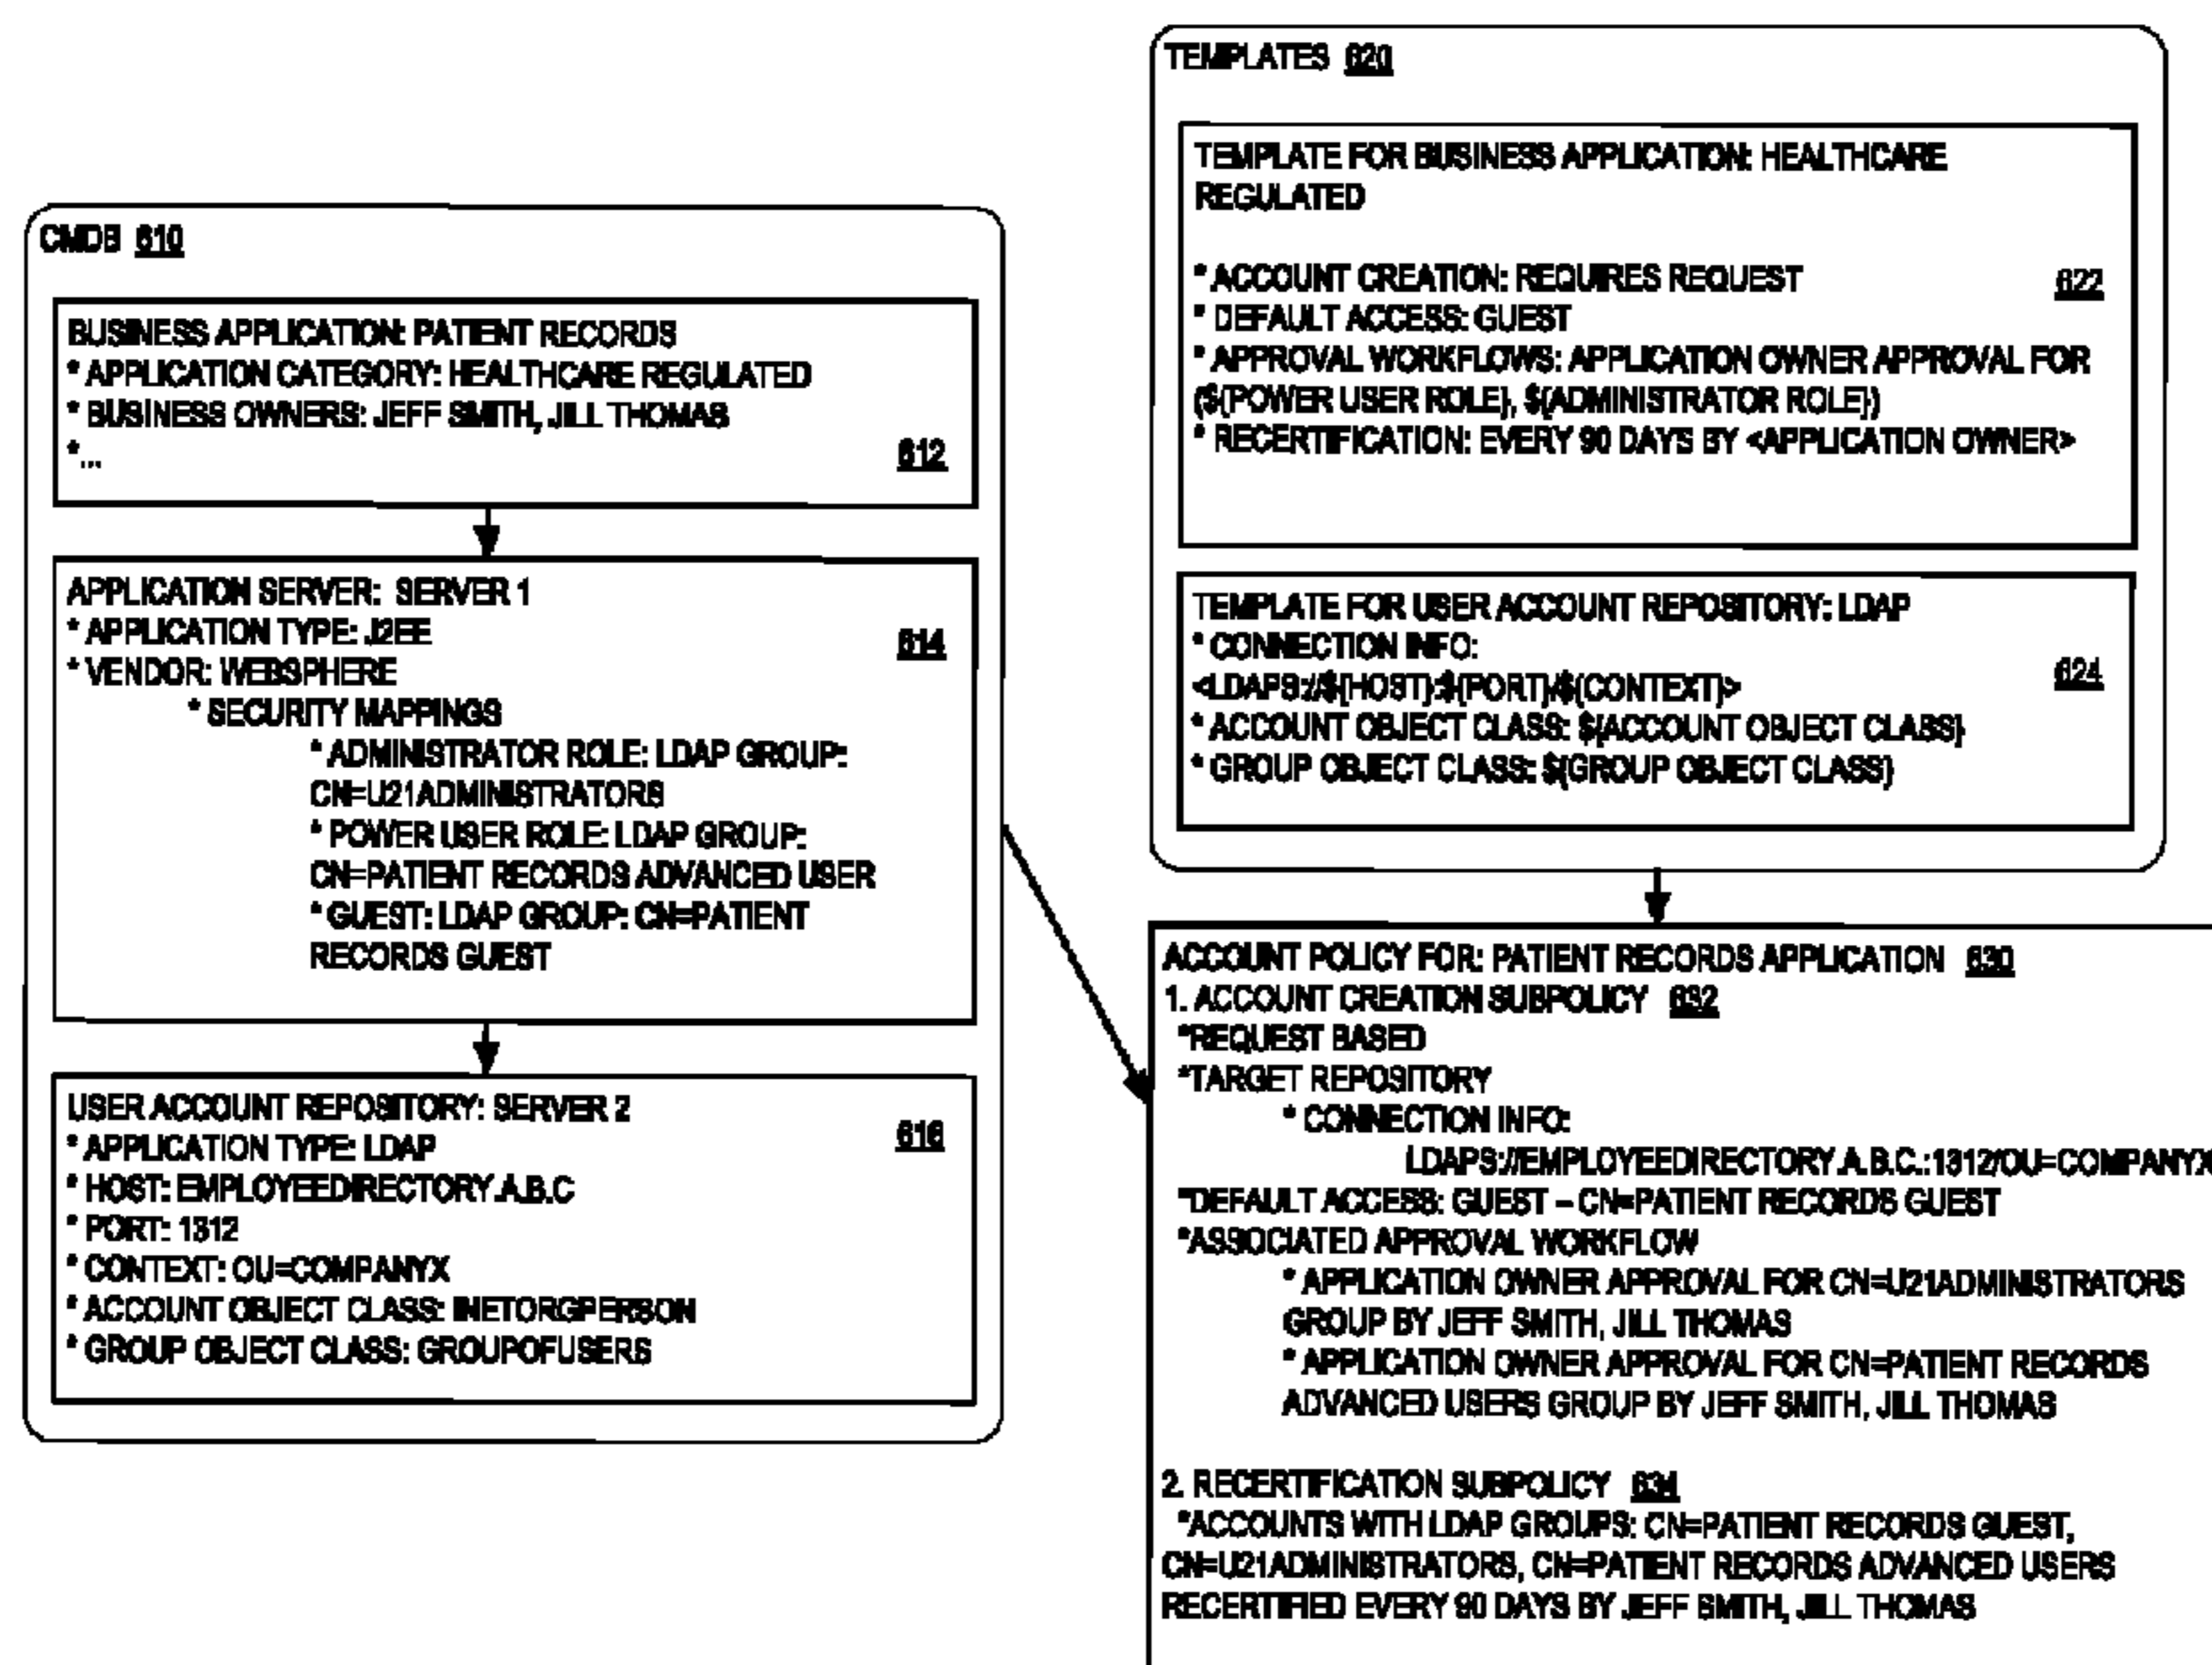 CMDB 610
BUSINESS APPLICATION: PATIENT RECORDS
* APPLICATION CATEGORY: HEALTHCARE REGULATED
* BUSINESS OWNERS: JEFF SMITH, JILL THOMAS
*...
612
APPLICATION SERVER: SERVER 1
* APPLICATION TYPE: J2EE
614
* VENDOR: WEBSPHERE
* SECURITY MAPPINGS
* ADMINISTRATOR ROLE: LDAP GROUP:
CN=U21ADMINISTRATORS
* POWER USER ROLE: LDAP GROUP:
CN=PATIENT RECORDS ADVANCED USER
* GUEST: LDAP GROUP: CN=PATIENT
RECORDS GUEST
USER ACCOUNT REPOSITORY: SERVER 2
616
* APPLICATION TYPE: LDAP
* HOST: EMPLOYEEDIRECTORY.A.B.C
* PORT: 1312
* CONTEXT: OU=COMPANYX
* ACCOUNT OBJECT CLASS: INETORGPERSON
* GROUP OBJECT CLASS: GROUPOFUSERS
TEMPLATES 620
TEMPLATE FOR BUSINESS APPLICATION: HEALTHCARE
REGULATED
* ACCOUNT CREATION: REQUIRES REQUEST
622
* DEFAULT ACCESS: GUEST
* APPROVAL WORKFLOWS: APPLICATION OWNER APPROVAL FOR
(${POWER USER ROLE}, ${ADMINISTRATOR ROLE})
* RECERTIFICATION: EVERY 90 DAYS BY <APPLICATION OWNER>
TEMPLATE FOR USER ACCOUNT REPOSITORY: LDAP
* CONNECTION INFO:
624
<LDAPS://${HOST}:${PORT}/${CONTEXT}>
* ACCOUNT OBJECT CLASS: ${ACCOUNT OBJECT CLASS}
* GROUP OBJECT CLASS: ${GROUP OBJECT CLASS}
ACCOUNT POLICY FOR: PATIENT RECORDS APPLICATION 630
1. ACCOUNT CREATION SUBPOLICY 632
*REQUEST BASED
*TARGET REPOSITORY
* CONNECTION INFO:
LDAPS://EMPLOYEEDIRECTORY.A.B.C.:1312/OU=COMPANYX
*DEFAULT ACCESS: GUEST – CN=PATIENT RECORDS GUEST
*ASSOCIATED APPROVAL WORKFLOW
* APPLICATION OWNER APPROVAL FOR CN=U21ADMINISTRATORS
GROUP BY JEFF SMITH, JILL THOMAS
* APPLICATION OWNER APPROVAL FOR CN=PATIENT RECORDS
ADVANCED USERS GROUP BY JEFF SMITH, JILL THOMAS
2. RECERTIFICATION SUBPOLICY 634
*ACCOUNTS WITH LDAP GROUPS: CN=PATIENT RECORDS GUEST,
CN=U21ADMINISTRATORS, CN=PATIENT RECORDS ADVANCED USERS
RECERTIFIED EVERY 90 DAYS BY JEFF SMITH, JILL THOMAS